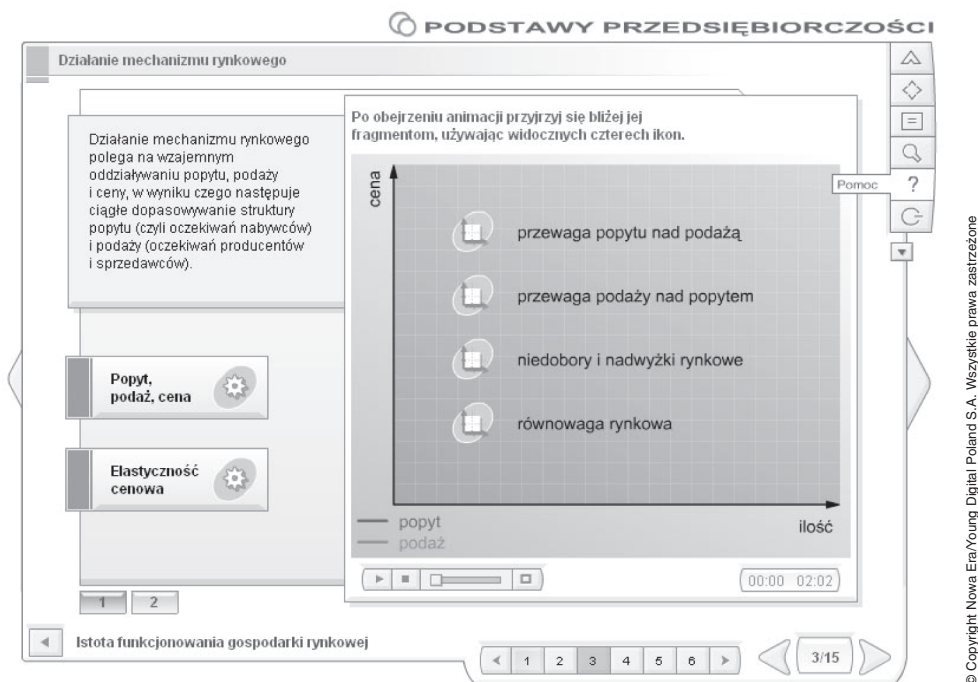 PODSTAWY PRZEDSIĘBIORCZOŚCI
Działanie mechanizmu rynkowego
Działanie mechanizmu rynkowego
polega na wzajemnym
oddziaływaniu popytu, podaży
i ceny, w wyniku czego następuje
ciągłe dopasowywanie struktury
popytu (czyli oczekiwań nabywców)
i podaży (oczekiwań producentów
i sprzedawców).
Popyt,
podaż, cena
Elastyczność
cenowa
1 2
Po obejrzeniu animacji przyjrzyj się bliżej jej
fragmentom, używając widocznych czterech ikon.
cena
przewaga popytu nad podażą
przewaga podaży nad popytem
niedobory i nadwyżki rynkowe
równowaga rynkowa
popyt
podaż
ilość
00:00 02:02
Pomoc ?
Istota funkcjonowania gospodarki rynkowej
1 2 3 4 5 6
3/15
© Copyright Nowa Era/Young Digital Poland S.A. Wszystkie prawa zastrzeżone